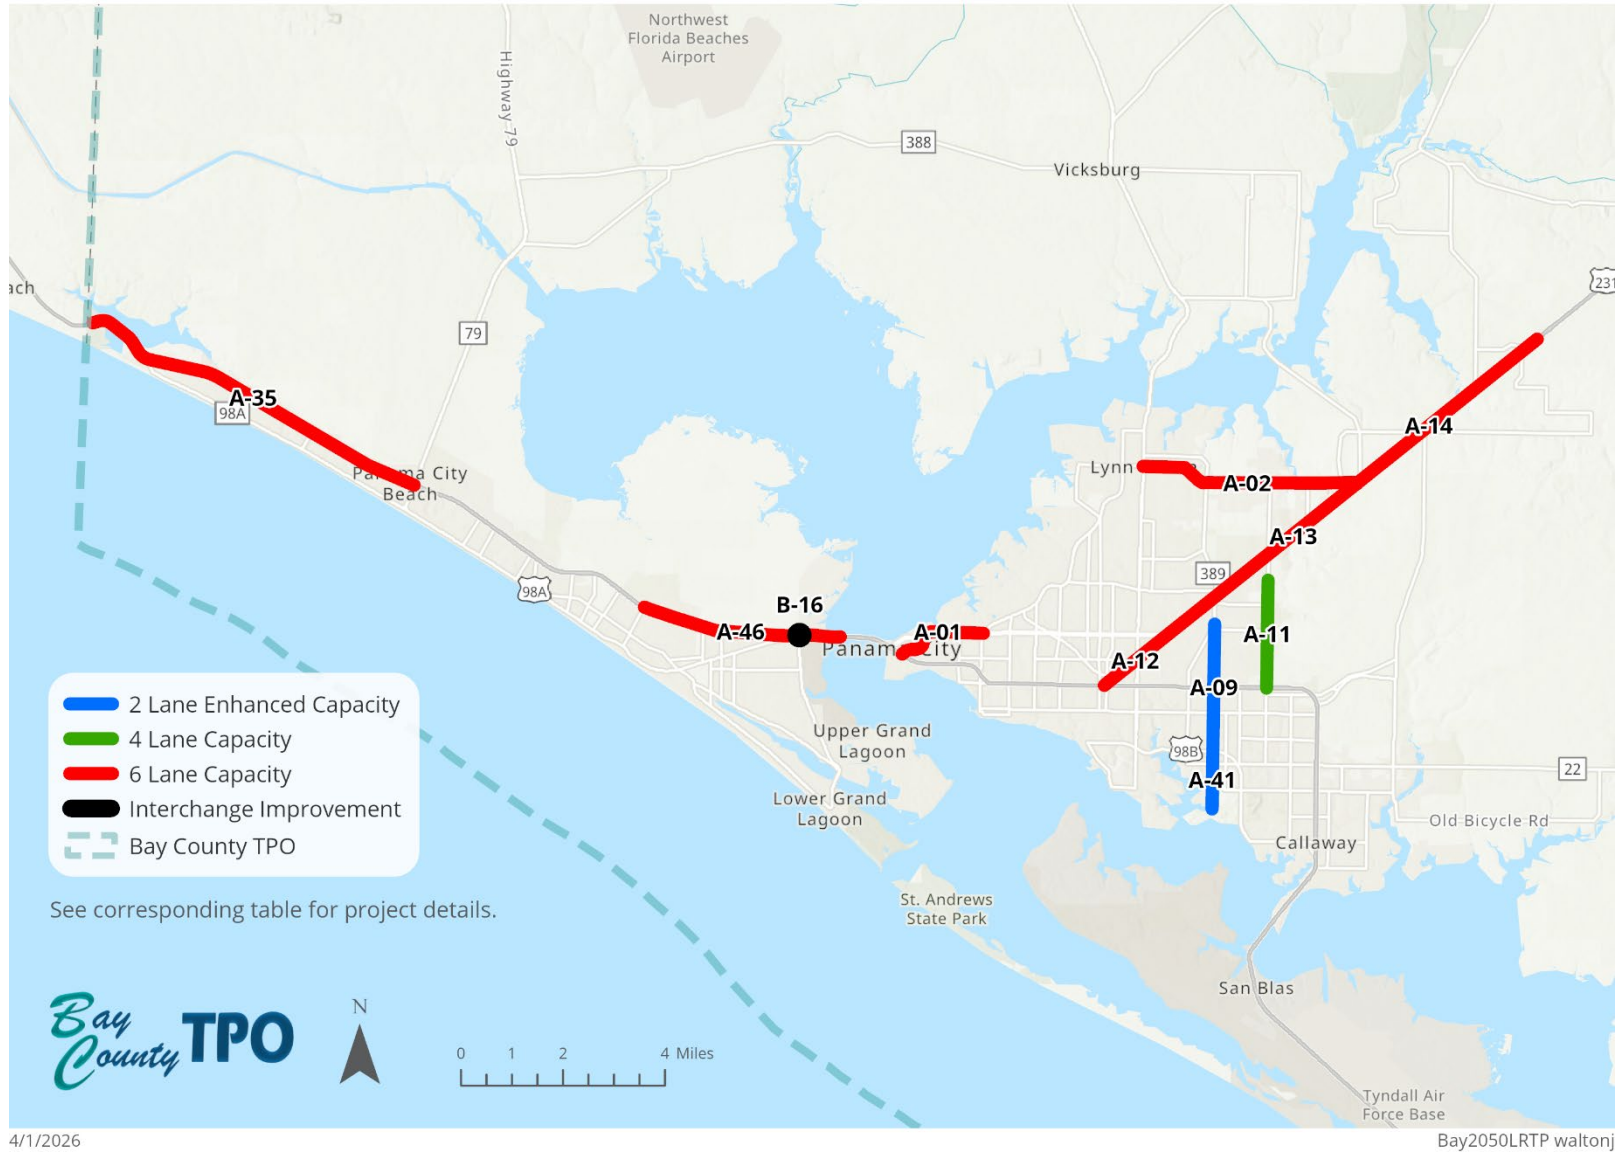 Northwest
Florida Beaches
Airport
Highway 79
388
Vicksburg
ach
231
79
A-35
98A
A-14
Panama City
Beach
Lynn
A-02
A-13
389
98A
B-16
A-46
A-01
A-11
Panama City
A-12
A-09
2 Lane Enhanced Capacity
4 Lane Capacity
6 Lane Capacity
Interchange Improvement
Bay County TPO
Upper Grand
Lagoon
98B
22
A-41
Lower Grand
Lagoon
Old Bicycle Rd
Callaway
See corresponding table for project details.
St. Andrews
State Park
San Blas
Bay
County TPO
N
0 1 2 4 Miles
Tyndall Air
Force Base
4/1/2026
Bay2050LRTP waltonj